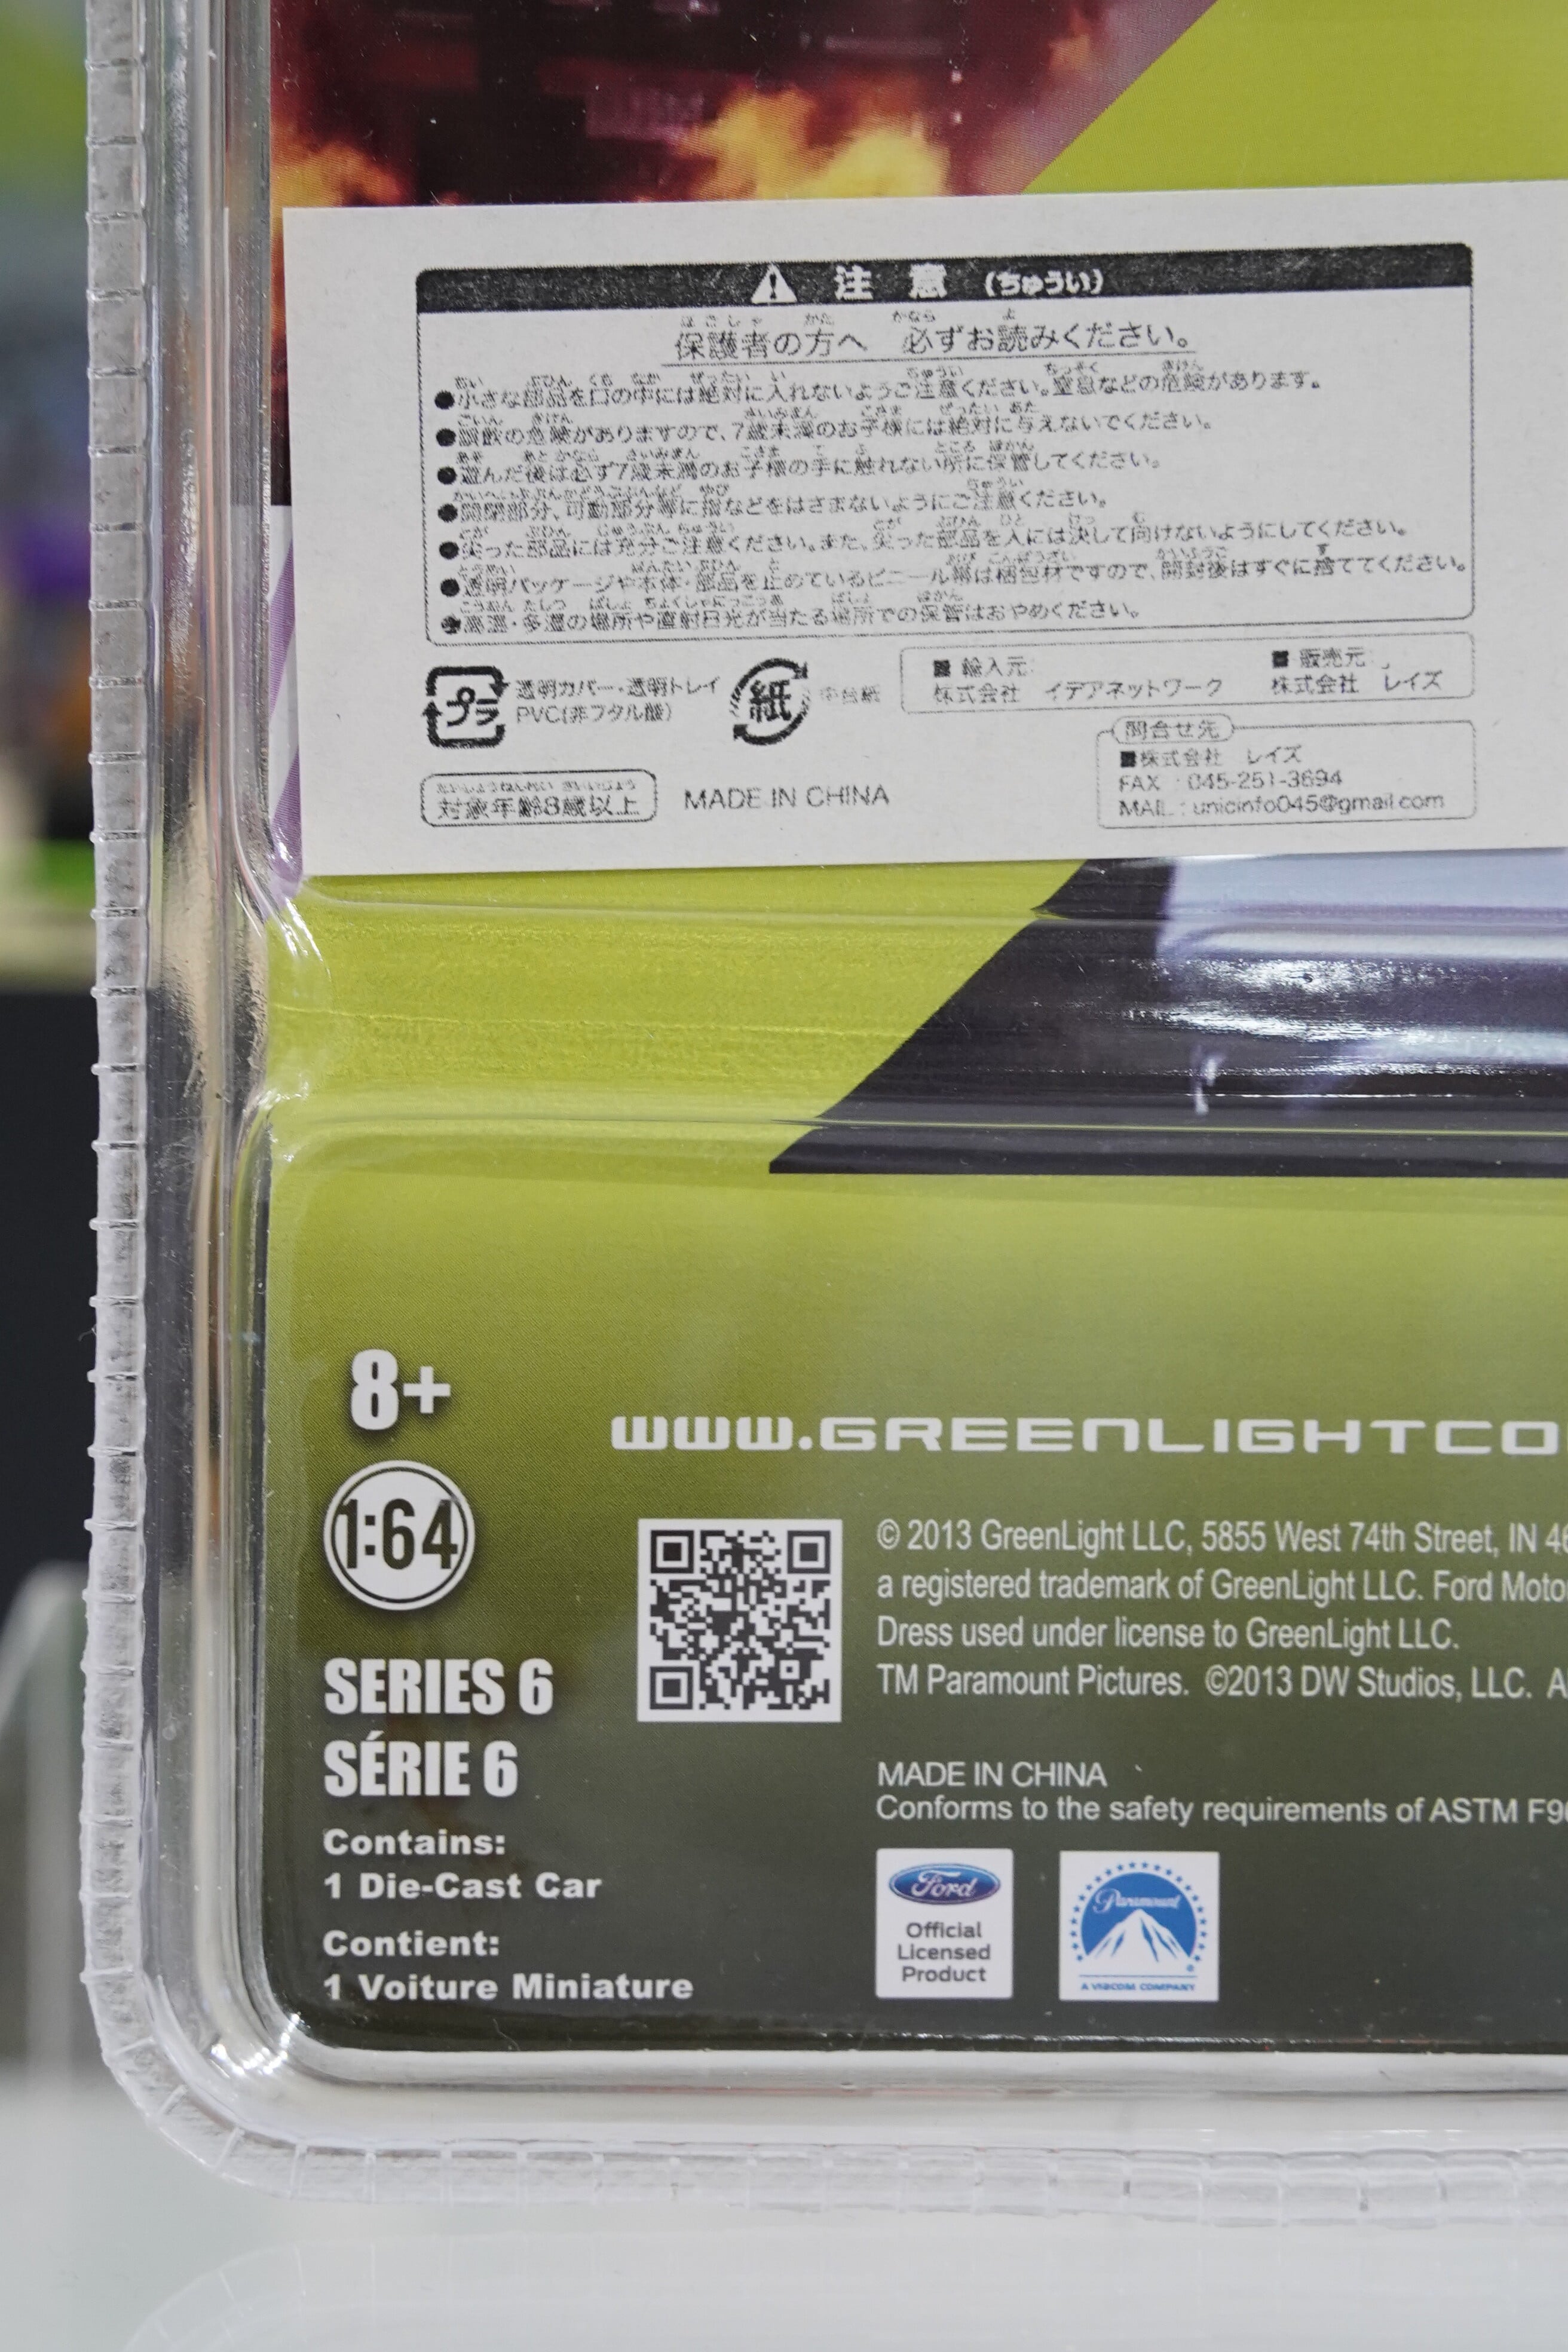 注意（ちゅうい）
保護者の方へ　必ずお読みください。
●小さな部品を口の中には絶対に入れないようご注意ください。窒息などの危険があります。
●誤飲の危険がありますので、7歳未満のお子様には絶対に与えないでください。
●遊んだ後は必ず7歳未満のお子様の手に触れない所に保管してください。
●開閉部分、可動部分等に指などをはさまないようにご注意ください。
●尖った部品には充分ご注意ください。また、尖った部品を人には決して向けないようにしてください。
●透明パッケージや本体・部品を止めているビニール帯は梱包材ですので、開封後はすぐに捨ててください。
●高温・多湿の場所や直射日光が当たる場所での保管はおやめください。
プラ
透明カバー・透明トレイ
PVC(非フタル酸)
紙
中台紙
■ 輸入元:
株式会社　イデアネットワーク
■ 販売元:
株式会社　レイズ
問合せ先
■株式会社　レイズ
FAX : 045-251-3694
MAIL : unicinfo045@gmail.com
対象年齢8歳以上
MADE IN CHINA
8+
www.GREENLIGHTCO
1:64
© 2013 GreenLight LLC, 5855 West 74th Street, IN 4
a registered trademark of GreenLight LLC. Ford Moto
Dress used under license to GreenLight LLC.
TM Paramount Pictures. ©2013 DW Studios, LLC. A
SERIES 6
SÉRIE 6
MADE IN CHINA
Conforms to the safety requirements of ASTM F9
Contains:
1 Die-Cast Car
Contient:
1 Voiture Miniature
Ford
Official
Licensed
Product
Paramount
A VIACOM COMPANY